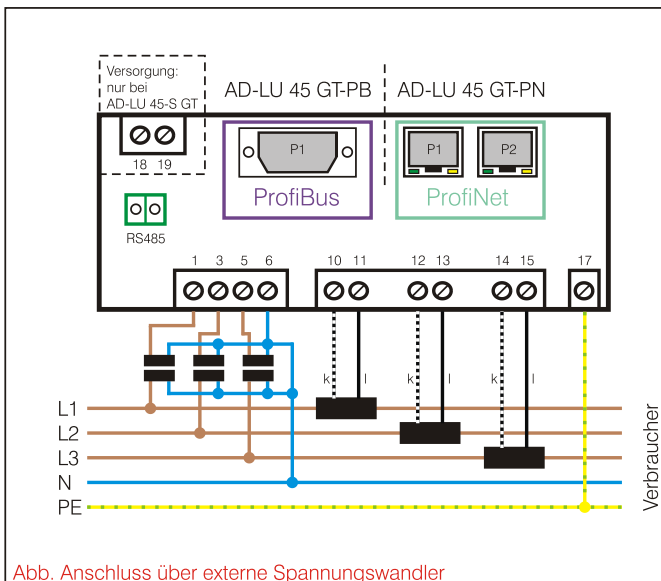 Versorgung:
nur bei
AD-LU 45-S GT
AD-LU 45 GT-PB
AD-LU 45 GT-PN
18 19
P1
P1
P2
ProfiBus
ProfiNet
RS485
1 3 5 6 10 11 12 13 14 15 17
k l k l k l
L1
L2
L3
N
PE
Verbraucher
Abb. Anschluss über externe Spannungswandler